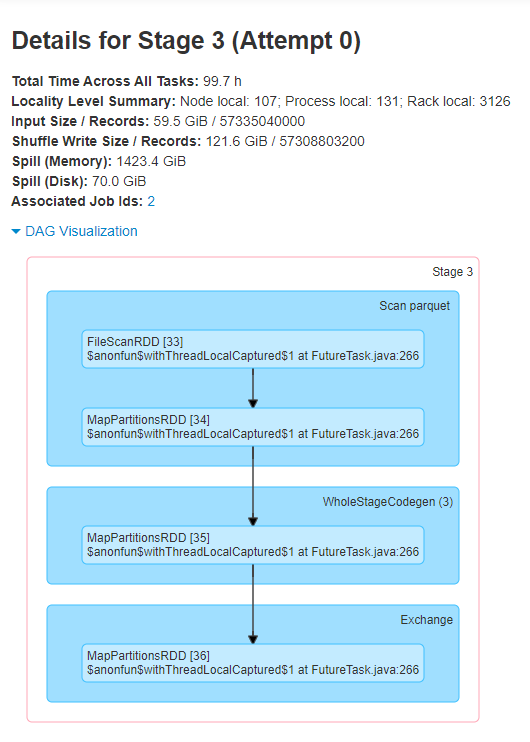 Details for Stage 3 (Attempt 0)
Total Time Across All Tasks: 99.7 h
Locality Level Summary: Node local: 107; Process local: 131; Rack local: 3126
Input Size / Records: 59.5 GiB / 57335040000
Shuffle Write Size / Records: 121.6 GiB / 57308803200
Spill (Memory): 1423.4 GiB
Spill (Disk): 70.0 GiB
Associated Job Ids: 2
DAG Visualization
Stage 3
Scan parquet
FileScanRDD [33]
$anonfun$withThreadLocalCaptured$1 at FutureTask.java:266
MapPartitionsRDD [34]
$anonfun$withThreadLocalCaptured$1 at FutureTask.java:266
WholeStageCodegen (3)
MapPartitionsRDD [35]
$anonfun$withThreadLocalCaptured$1 at FutureTask.java:266
Exchange
MapPartitionsRDD [36]
$anonfun$withThreadLocalCaptured$1 at FutureTask.java:266